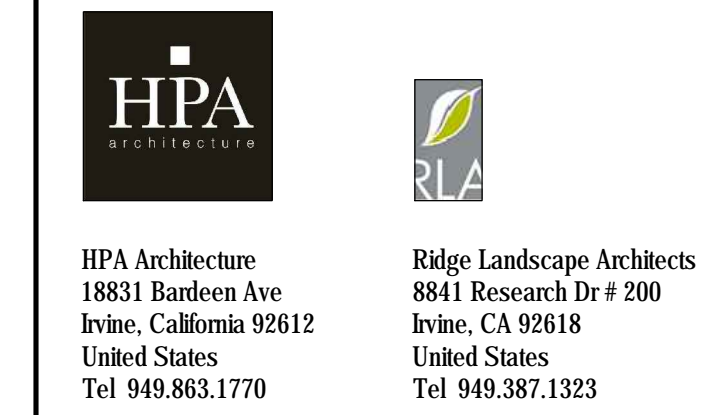 HPA
architecture
RLA
HPA Architecture
18831 Bardeen Ave
Irvine, California 92612
United States
Tel 949.863.1770
Ridge Landscape Architects
8841 Research Dr # 200
Irvine, CA 92618
United States
Tel 949.387.1323